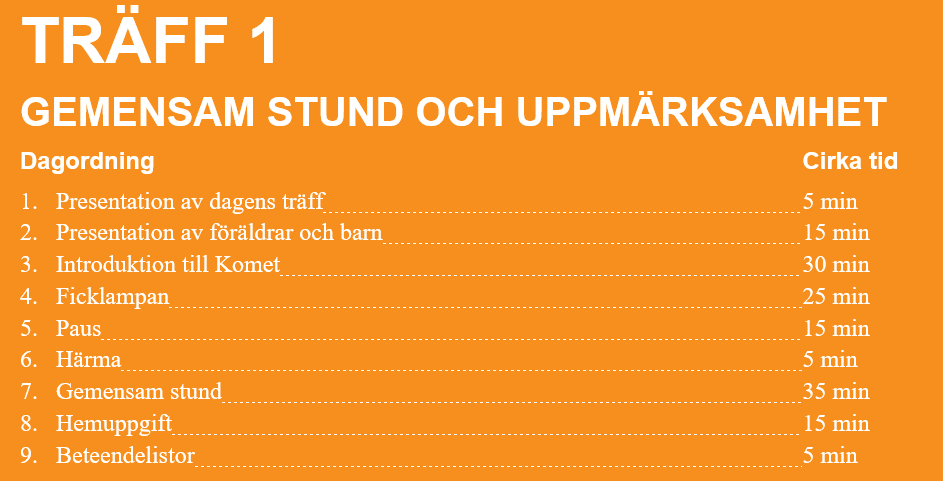 TRÄFF 1
GEMENSAM STUND OCH UPPMÄRKSAMHET
Dagordning Cirka tid
1. Presentation av dagens träff 5 min
2. Presentation av föräldrar och barn 15 min
3. Introduktion till Komet 30 min
4. Ficklampan 25 min
5. Paus 15 min
6. Härma 5 min
7. Gemensam stund 35 min
8. Hemuppgift 15 min
9. Beteendelistor 5 min